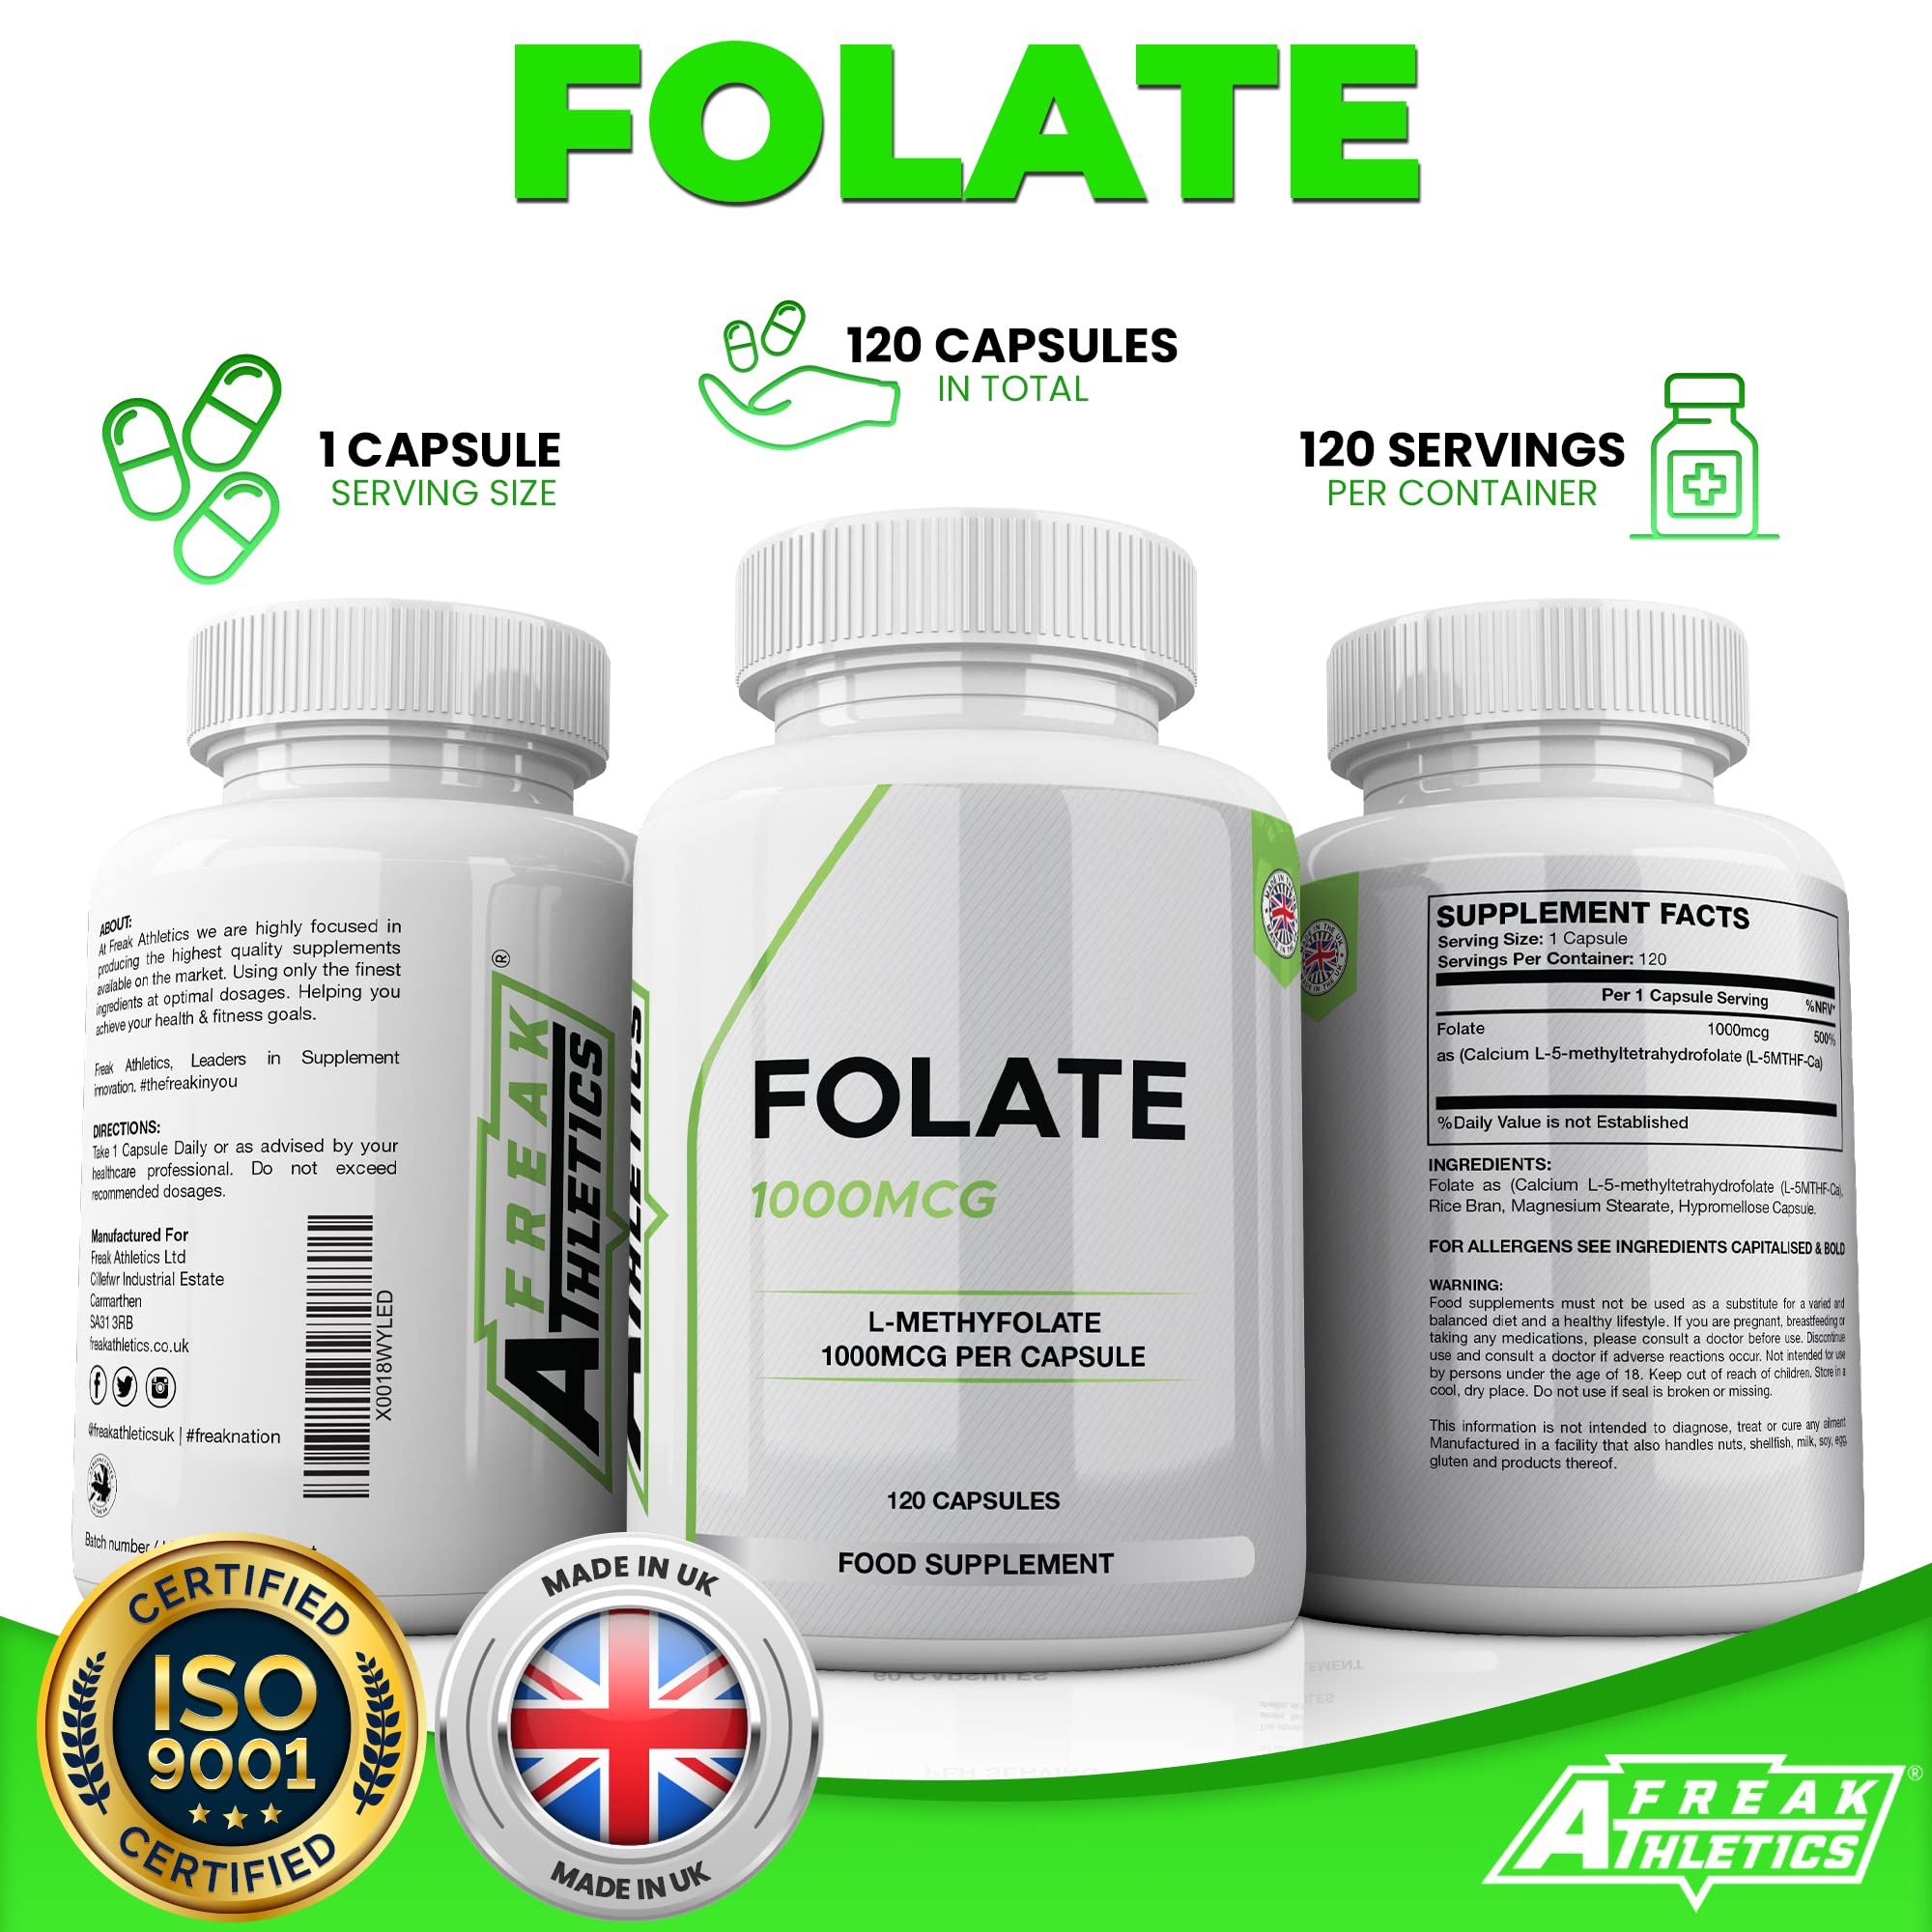 FOLATE
120 CAPSULES
IN TOTAL
1 CAPSULE
SERVING SIZE
120 SERVINGS
PER CONTAINER
ABOUT:
At Freak Athletics we are highly focused in
producing the highest quality supplements
available on the market. Using only the finest
ingredients at optimal dosages. Helping you
achieve your health & fitness goals.
Freak Athletics, Leaders in Supplement
innovation. #thefreakinyou
DIRECTIONS:
Take 1 Capsule Daily or as advised by your
healthcare professional. Do not exceed
recommended dosages.
Manufactured For
Freak Athletics Ltd
Cillefwr Industrial Estate
Carmarthen
SA31 3RB
freakathletics.co.uk
@freakathleticsuk | #freaknation
Batch number /
X0018WYLED
FREAK
ATHLETICS
®
ATHLETICS
FOLATE
1000MCG
L-METHYFOLATE
1000MCG PER CAPSULE
120 CAPSULES
FOOD SUPPLEMENT
MADE IN THE UK
SUPPLEMENT FACTS
Serving Size: 1 Capsule
Servings Per Container: 120
Per 1 Capsule Serving %NRV*
Folate 1000mcg 500%
as (Calcium L-5-methyltetrahydrofolate (L-5MTHF-Ca)
%Daily Value is not Established
INGREDIENTS:
Folate as (Calcium L-5-methyltetrahydrofolate (L-5MTHF-Ca),
Rice Bran, Magnesium Stearate, Hypromellose Capsule.
FOR ALLERGENS SEE INGREDIENTS CAPITALISED & BOLD
WARNING:
Food supplements must not be used as a substitute for a varied and
balanced diet and a healthy lifestyle. If you are pregnant, breastfeeding or
taking any medications, please consult a doctor before use. Discontinue
use and consult a doctor if adverse reactions occur. Not intended for use
by persons under the age of 18. Keep out of reach of children. Store in a
cool, dry place. Do not use if seal is broken or missing.
This information is not intended to diagnose, treat or cure any ailment
Manufactured in a facility that also handles nuts, shellfish, milk, soy, egg,
gluten and products thereof.
CERTIFIED
ISO
9001
CERTIFIED
MADE IN UK
MADE IN UK
60 CAPSULES
PER SERVING
FREAK
ATHLETICS
®